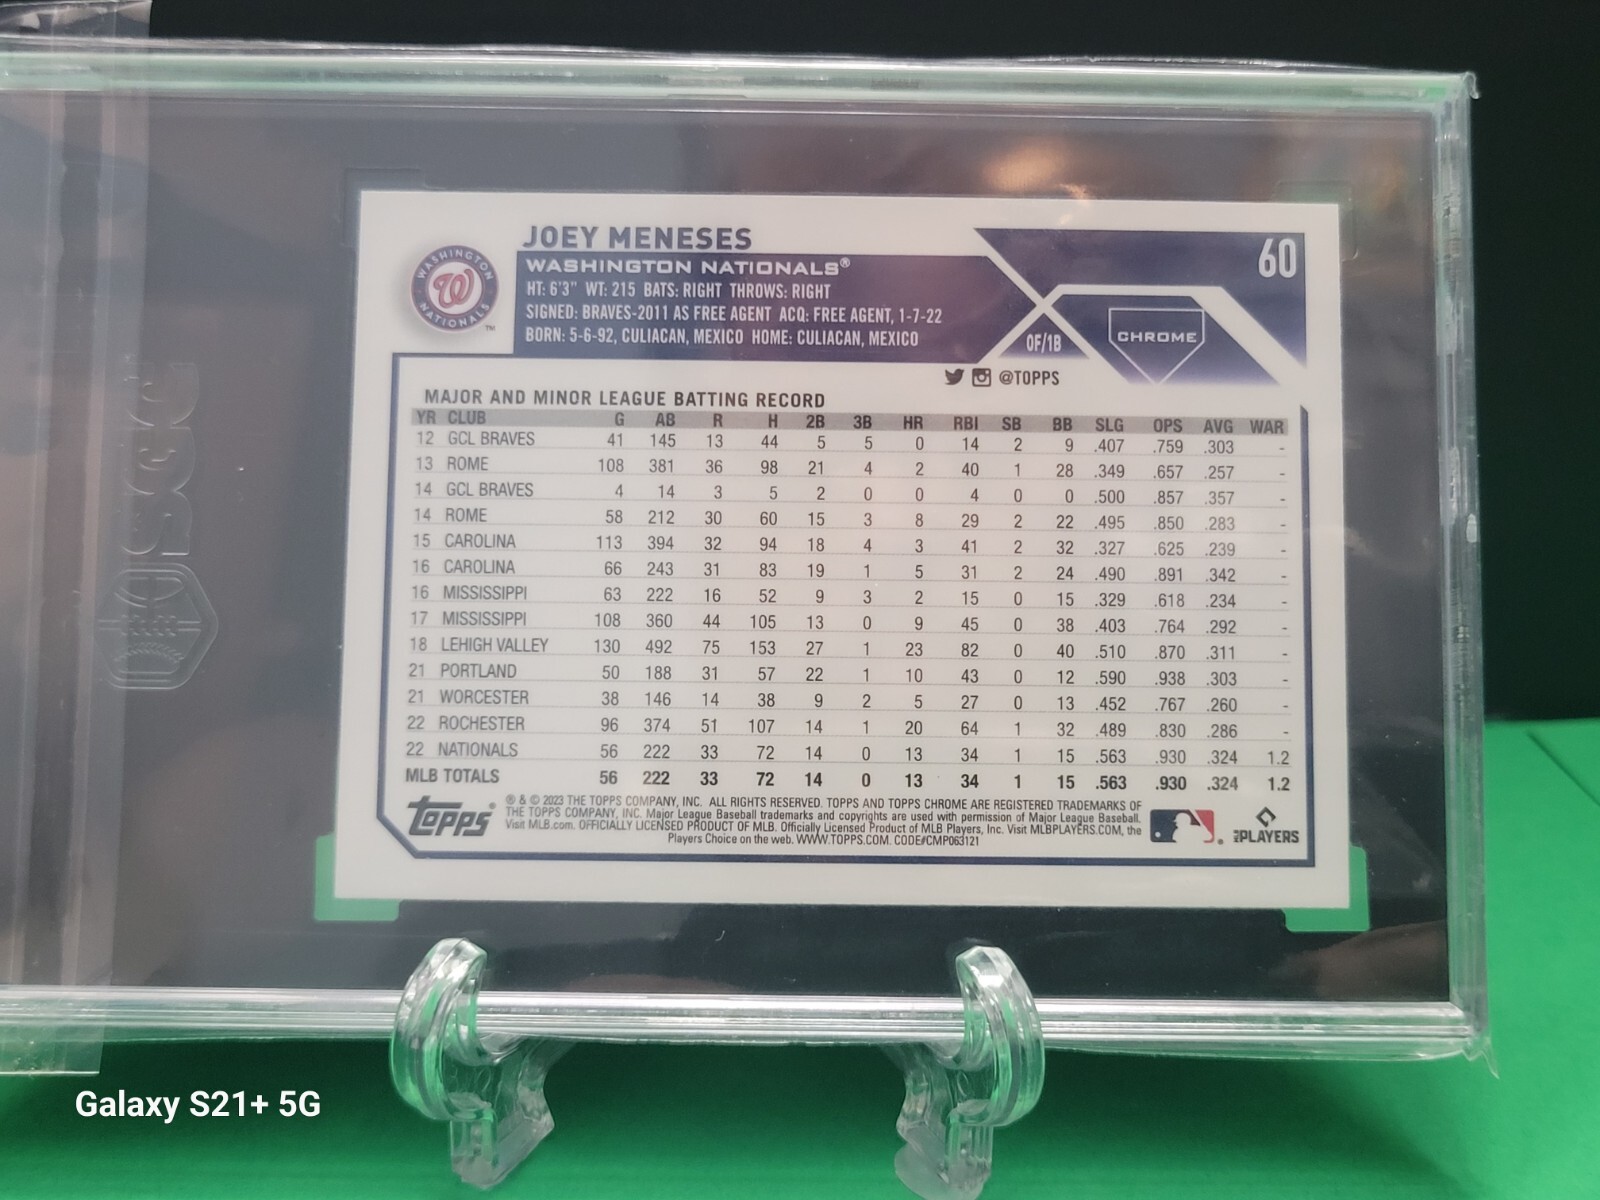 JOEY MENESES
WASHINGTON NATIONALS®
60
WASHINGTON
W
NATIONALS
™
HT: 6'3" WT: 215 BATS: RIGHT THROWS: RIGHT
SIGNED: BRAVES-2011 AS FREE AGENT ACQ: FREE AGENT, 1-7-22
BORN: 5-6-92, CULIACAN, MEXICO HOME: CULIACAN, MEXICO
OF/1B
CHROME
@TOPPS
MAJOR AND MINOR LEAGUE BATTING RECORD
YR CLUB G AB R H 2B 3B HR RBI SB BB SLG OPS AVG WAR
12 GCL BRAVES 41 145 13 44 5 5 0 14 2 9 .407 .759 .303 -
13 ROME 108 381 36 98 21 4 2 40 1 28 .349 .657 .257 -
14 GCL BRAVES 4 14 3 5 2 0 0 4 0 0 .500 .857 .357 -
14 ROME 58 212 30 60 15 3 8 29 2 22 .495 .850 .283 -
15 CAROLINA 113 394 32 94 18 4 3 41 2 32 .327 .625 .239 -
16 CAROLINA 66 243 31 83 19 1 5 31 2 24 .490 .891 .342 -
16 MISSISSIPPI 63 222 16 52 9 3 2 15 0 15 .329 .618 .234 -
17 MISSISSIPPI 108 360 44 105 13 0 9 45 0 38 .403 .764 .292 -
18 LEHIGH VALLEY 130 492 75 153 27 1 23 82 0 40 .510 .870 .311 -
21 PORTLAND 50 188 31 57 22 1 10 43 0 12 .590 .938 .303 -
21 WORCESTER 38 146 14 38 9 2 5 27 0 13 .452 .767 .260 -
22 ROCHESTER 96 374 51 107 14 1 20 64 1 32 .489 .830 .286 -
22 NATIONALS 56 222 33 72 14 0 13 34 1 15 .563 .930 .324 1.2
MLB TOTALS 56 222 33 72 14 0 13 34 1 15 .563 .930 .324 1.2
Topps®
® & © 2023 THE TOPPS COMPANY, INC. ALL RIGHTS RESERVED. TOPPS AND TOPPS CHROME ARE REGISTERED TRADEMARKS OF
THE TOPPS COMPANY, INC. Major League Baseball trademarks and copyrights are used with permission of Major League Baseball.
Visit MLB.com. OFFICIALLY LICENSED PRODUCT OF MLB. Officially Licensed Product of MLB Players, Inc. Visit MLBPLAYERS.COM, the
Players Choice on the web. WWW.TOPPS.COM. CODE#CMP063121
MLB PLAYERS
SGC
Galaxy S21+ 5G